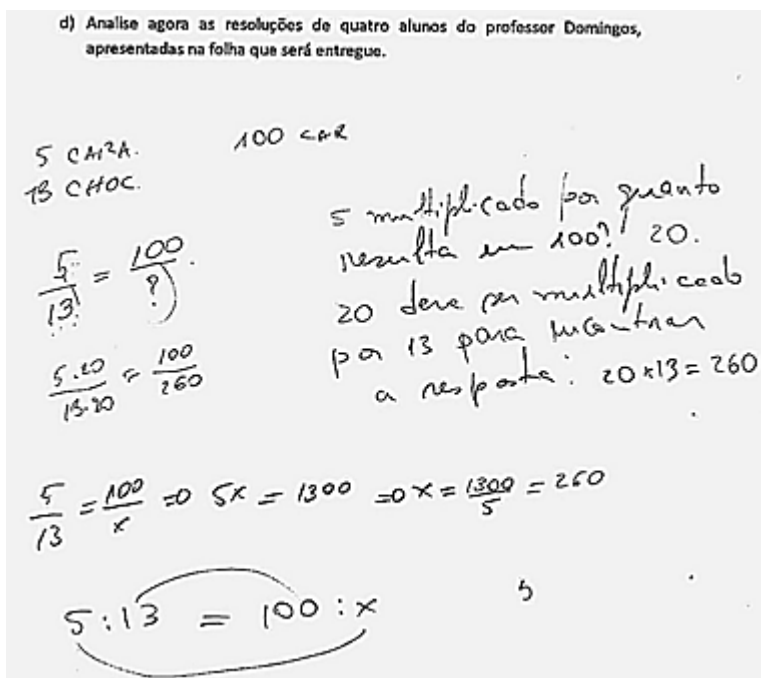 d) Analise agora as resoluções de quatro alunos do professor Domingos,
apresentadas na folha que será entregue.
5 CARA. 100 CAR
13 CHOC.
5/13 = 100/?
5.20/13.20 = 100/260
5 multiplicado por quanto
resulta em 100? 20.
20 deve ser multiplicado
por 13 para encontrar
a resposta: 20x13=260
5/13 = 100/x => 5x = 1300 => x = 1300/5 = 260
5:13 = 100:x
5